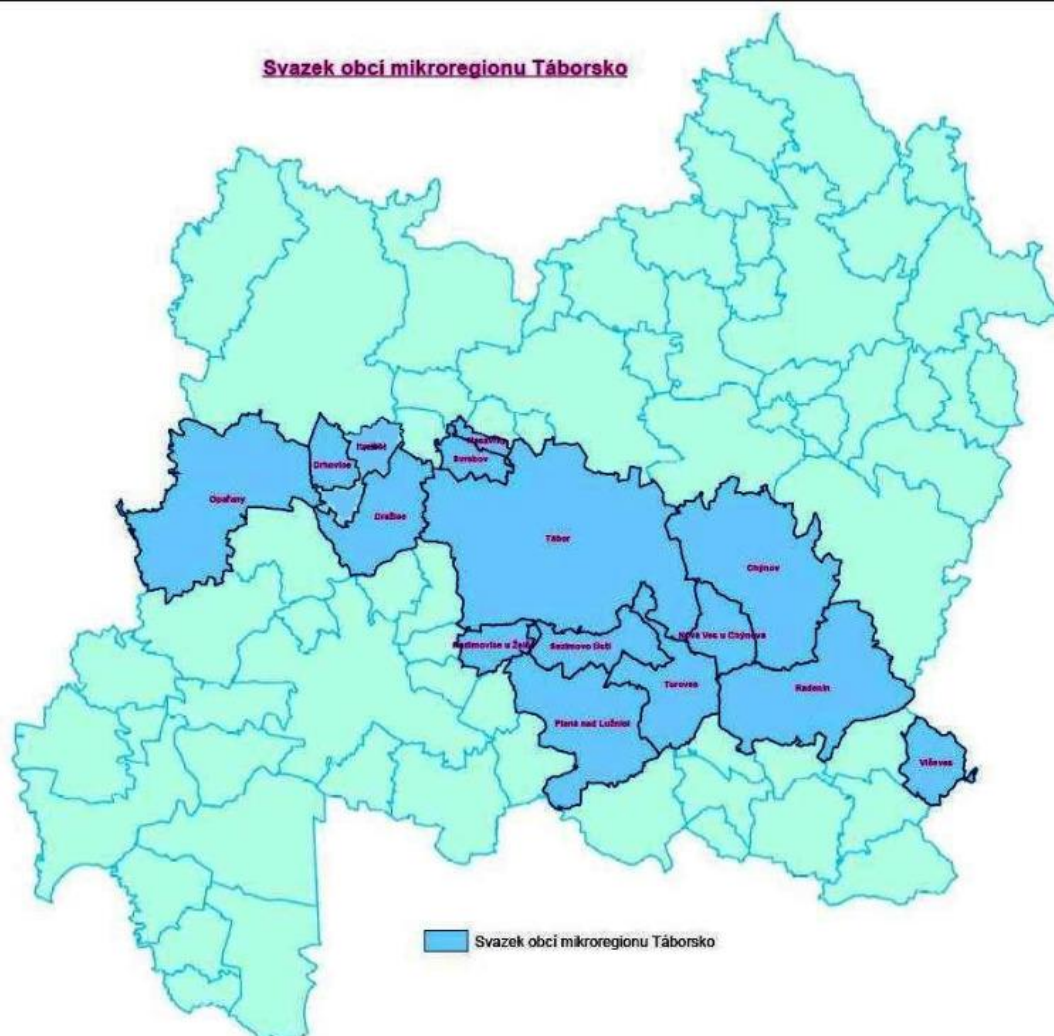 Svazek obcí mikroregionu Táborsko
Svrabov
Drhovice
Opařany
Dražice
Tábor
Chýnov
Nová Ves u Chýnova
Sezimovo Ústí
Turovec
Radenín
Planá nad Lužnicí
Vlčeves
Svazek obcí mikroregionu Táborsko